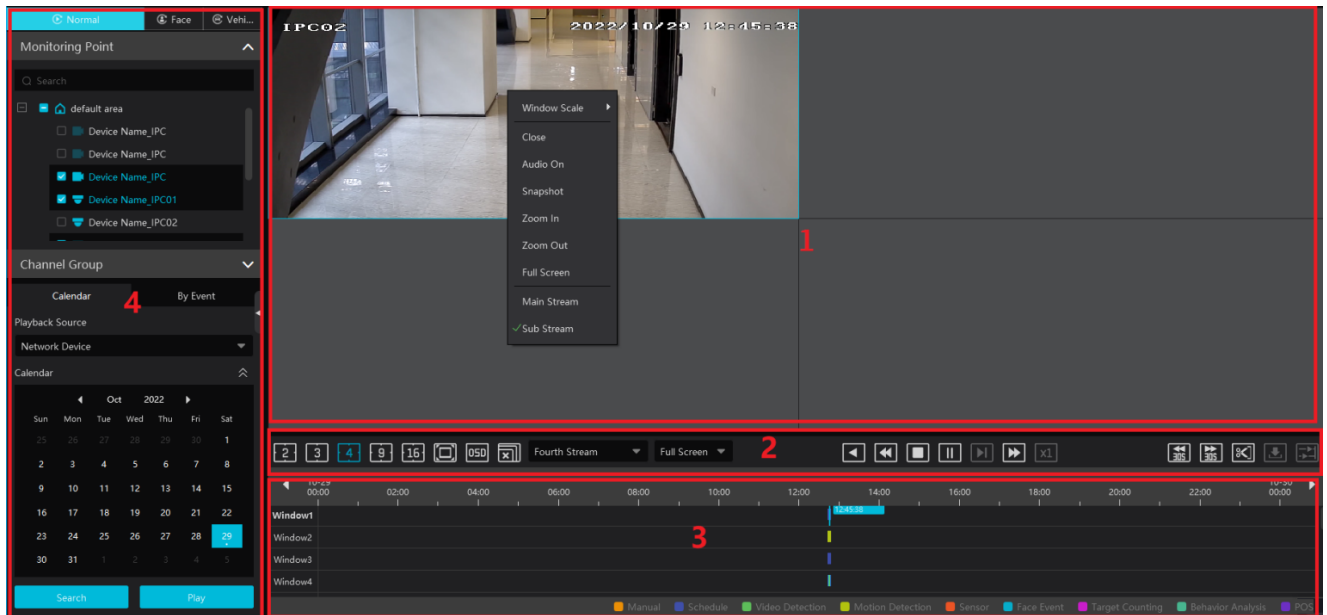 Normal Face Vehi...
Monitoring Point
Search
default area
Device Name_IPC
Device Name_IPC
Device Name_IPC
Device Name_IPC01
Device Name_IPC02
Channel Group
Calendar By Event
4
Playback Source
Network Device
Calendar
Oct 2022
Sun Mon Tue Wed Thu Fri Sat
25 26 27 28 29 30 1
2 3 4 5 6 7 8
9 10 11 12 13 14 15
16 17 18 19 20 21 22
23 24 25 26 27 28 29
30 31 1 2 3 4 5
Search Play
IPC02 2022/10/29 12:45:38
Window Scale
Close
Audio On
Snapshot
Zoom In
Zoom Out
Full Screen
Main Stream
Sub Stream
1
2 3 4 9 16 OSD Fourth Stream Full Screen 2 x1 30S 30S
10-29 10-30
00:00 02:00 04:00 06:00 08:00 10:00 12:00 14:00 16:00 18:00 20:00 22:00 00:00
Window1 12:45:38
Window2
3
Window3
Window4
Manual Schedule Video Detection Motion Detection Sensor Face Event Target Counting Behavior Analysis POS